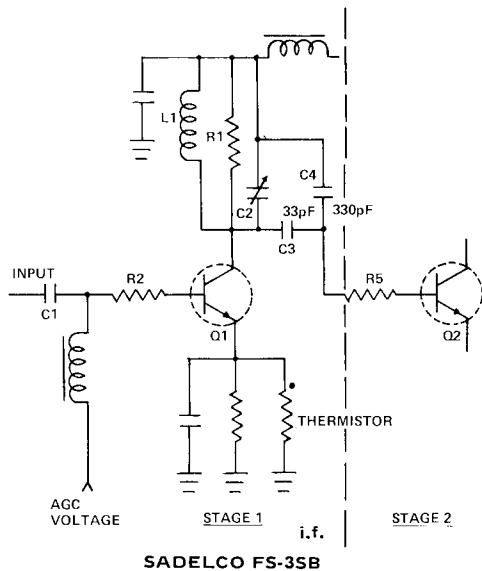 L1
R1
C4
C2
33pF
330pF
C3
INPUT
R2
R5
C1
Q1
Q2
THERMISTOR
AGC
VOLTAGE
STAGE 1
i.f.
STAGE 2
SADELCO FS-3SB